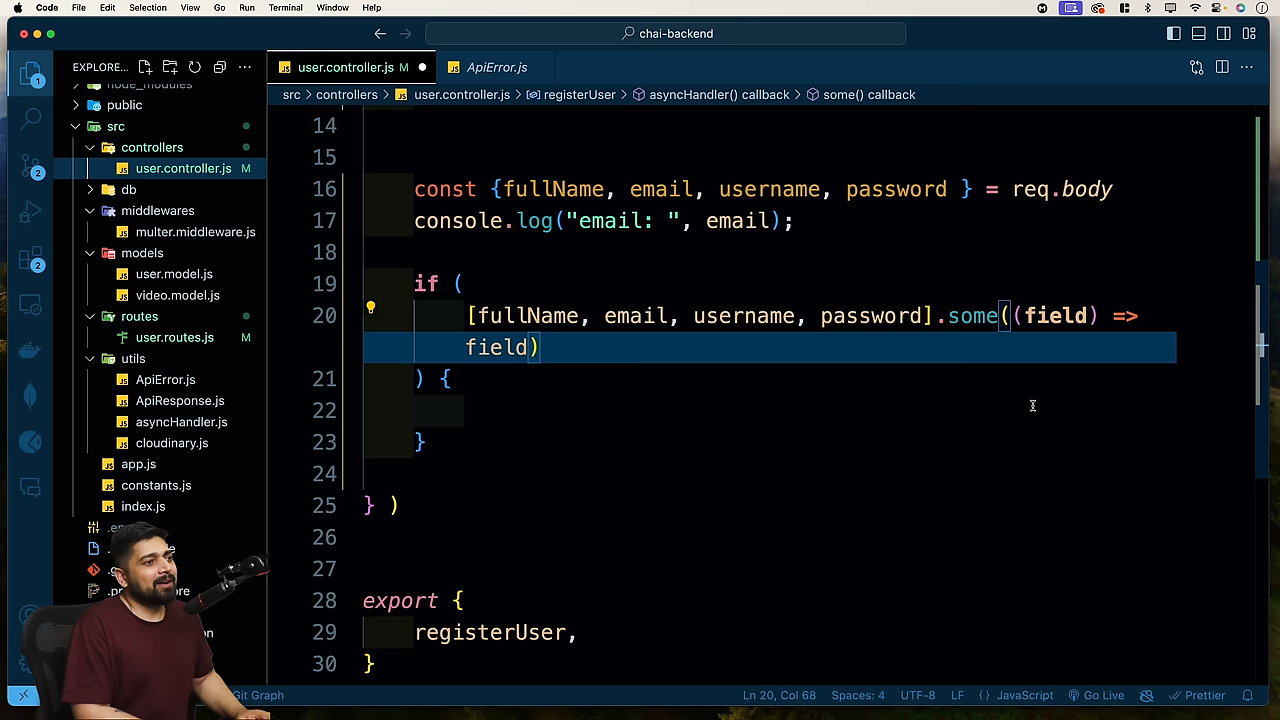 Code File Edit Selection View Go Run Terminal Window Help
chai-backend
EXPLORE...
user.controller.js M
ApiError.js
src > controllers > user.controller.js > registerUser > asyncHandler() callback > some() callback
node_modules
public
src
controllers
user.controller.js M
db
middlewares
multer.middleware.js
models
user.model.js
video.model.js
routes
user.routes.js M
utils
ApiError.js
ApiResponse.js
asyncHandler.js
cloudinary.js
app.js
constants.js
index.js
1
2
2
14
15
16 const {fullName, email, username, password } = req.body
17 console.log("email: ", email);
18
19 if (
20 [fullName, email, username, password].some((field) =>
field)
21 ) {
22
23 }
24
25 } )
26
27
28 export {
29 registerUser,
30 }
Git Graph
Ln 20, Col 68 Spaces: 4 UTF-8 LF {} JavaScript Go Live Prettier